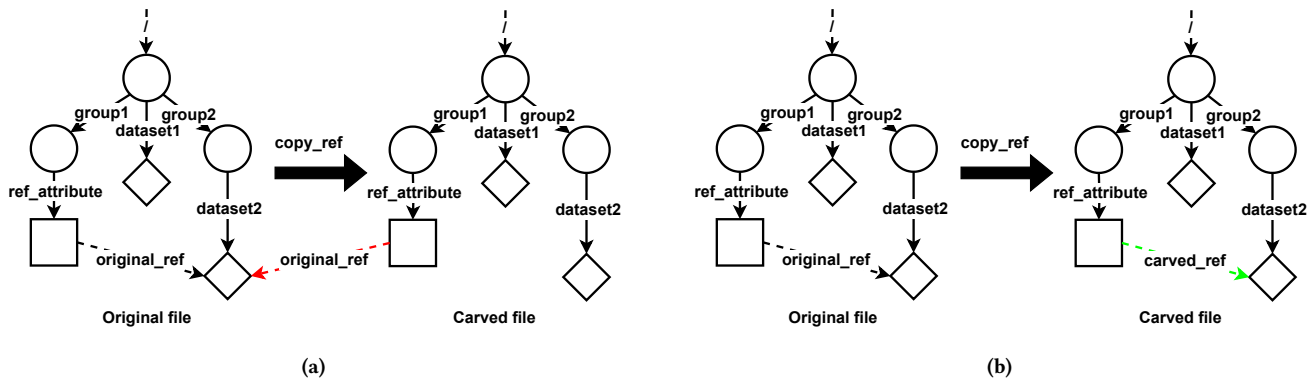 /
group1
group2
dataset1
ref_attribute
dataset2
original_ref
Original file
copy_ref
/
group1
group2
dataset1
ref_attribute
dataset2
original_ref
Carved file
(a)
/
group1
group2
dataset1
ref_attribute
dataset2
original_ref
Original file
copy_ref
/
group1
group2
dataset1
ref_attribute
dataset2
carved_ref
Carved file
(b)